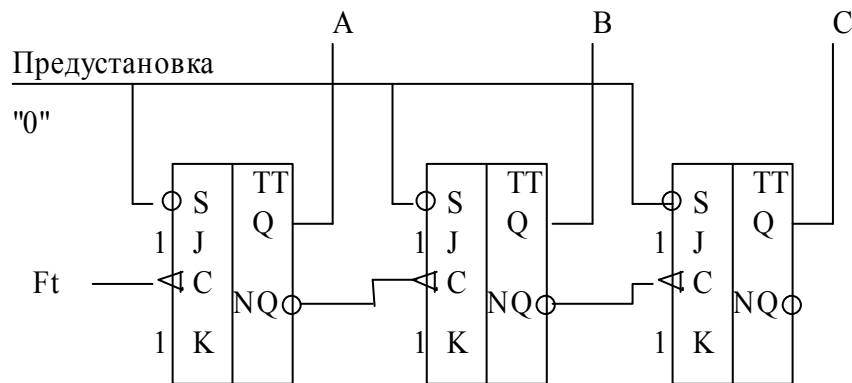 A B C
Предустановка
"0"
TT TT TT
S S S
Q Q Q
1 J 1 J 1 J
Ft C C C
NQ NQ NQ
1 K 1 K 1 K